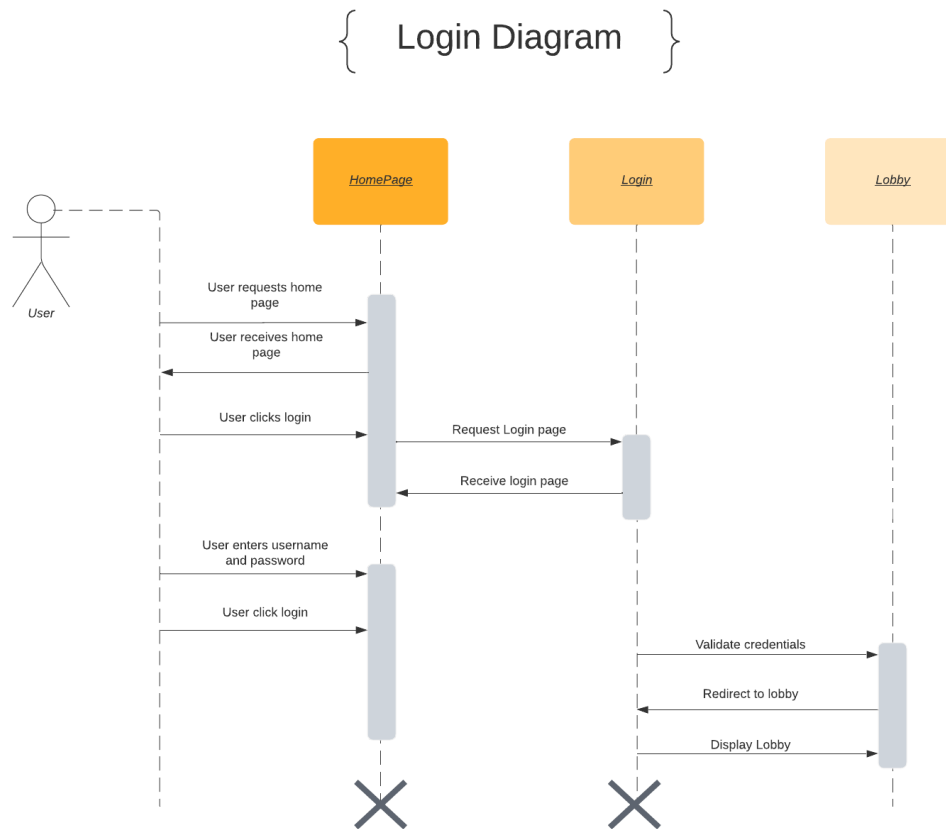 Login Diagram
HomePage
Login
Lobby
User
User requests home
page
User receives home
page
User clicks login
Request Login page
Receive login page
User enters username
and password
User click login
Validate credentials
Redirect to lobby
Display Lobby